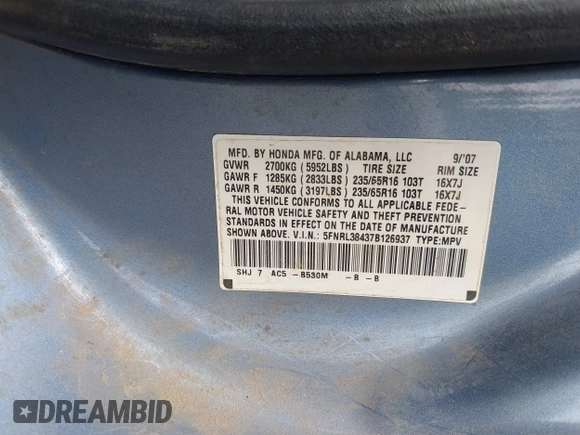 MFD. BY HONDA MFG. OF ALABAMA, LLC 9/'07
GVWR 2700KG (5952LBS) TIRE SIZE RIM SIZE
GAWR F 1285KG (2833LBS) 235/65R16 103T 16X7J
GAWR R 1450KG (3197LBS) 235/65R16 103T 16X7J
THIS VEHICLE CONFORMS TO ALL APPLICABLE FEDE-
RAL MOTOR VEHICLE SAFETY AND THEFT PREVENTION
STANDARDS IN EFFECT ON THE DATE OF MANUFACTURE
SHOWN ABOVE. V.I.N.: 5FNRL38437B126937 TYPE:MPV
SHJ 7 AC5 -B530M -B -B
DREAMBID